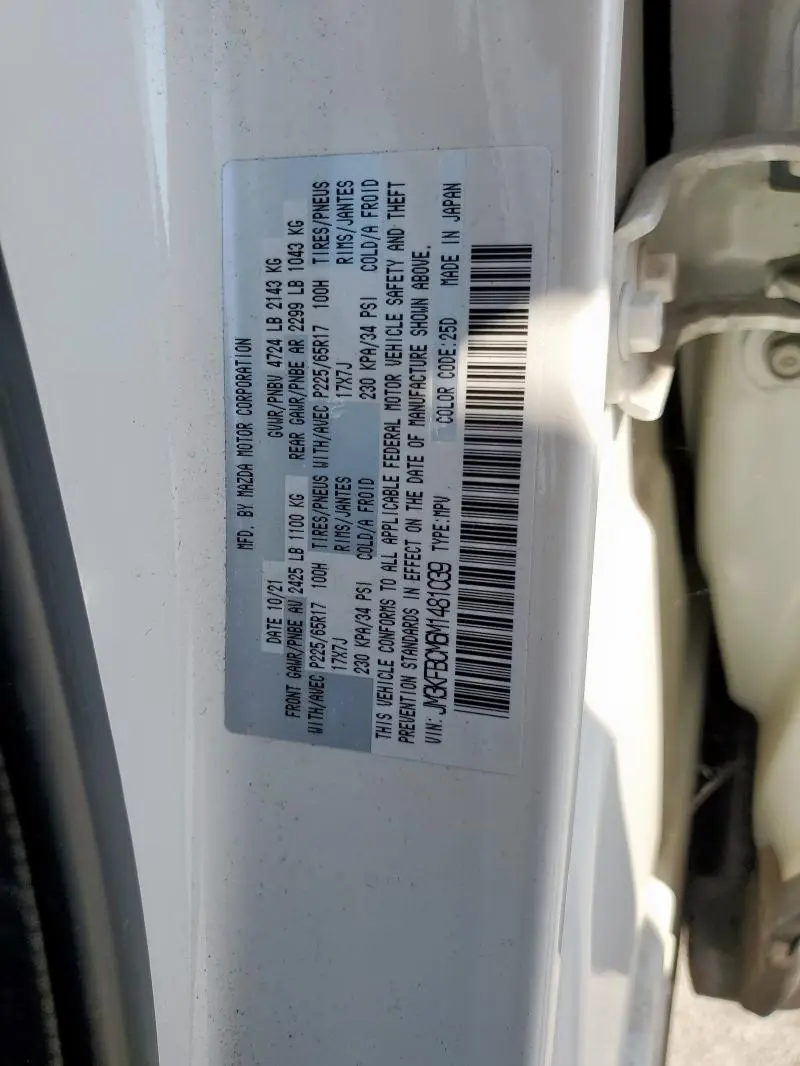 MFD. BY MAZDA MOTOR CORPORATION
DATE 10/21 GVWR/PNBV 4724 LB 2143 KG
FRONT GAWR/PNBE AV 2425 LB 1100 KG REAR GAWR/PNBE AR 2299 LB 1043 KG
WITH/AVEC P225/65R17 100H TIRES/PNEUS WITH/AVEC P225/65R17 100H TIRES/PNEUS
17X7J RIMS/JANTES 17X7J RIMS/JANTES
230 KPA/34 PSI COLD/A FROID 230 KPA/34 PSI COLD/A FROID
THIS VEHICLE CONFORMS TO ALL APPLICABLE FEDERAL MOTOR VEHICLE SAFETY AND THEFT
PREVENTION STANDARDS IN EFFECT ON THE DATE OF MANUFACTURE SHOWN ABOVE.
VIN: JM3KFBCM6M1481039 TYPE:MPV COLOR CODE:25D MADE IN JAPAN